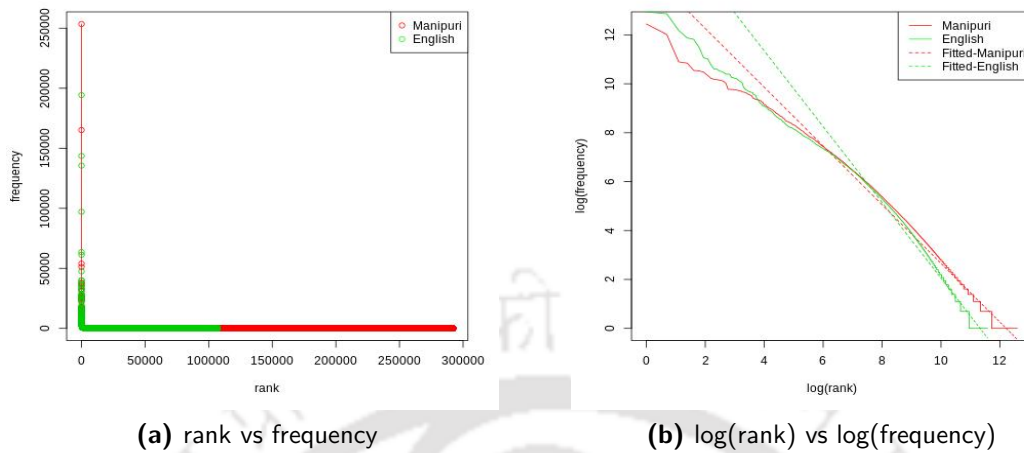 Manipuri
English
250000
200000
150000
100000
50000
0
frequency
0 50000 100000 150000 200000 250000 300000
rank
(a) rank vs frequency
Manipuri
English
Fitted-Manipuri
Fitted-English
12
10
8
6
4
2
0
log(frequency)
0 2 4 6 8 10 12
log(rank)
(b) log(rank) vs log(frequency)